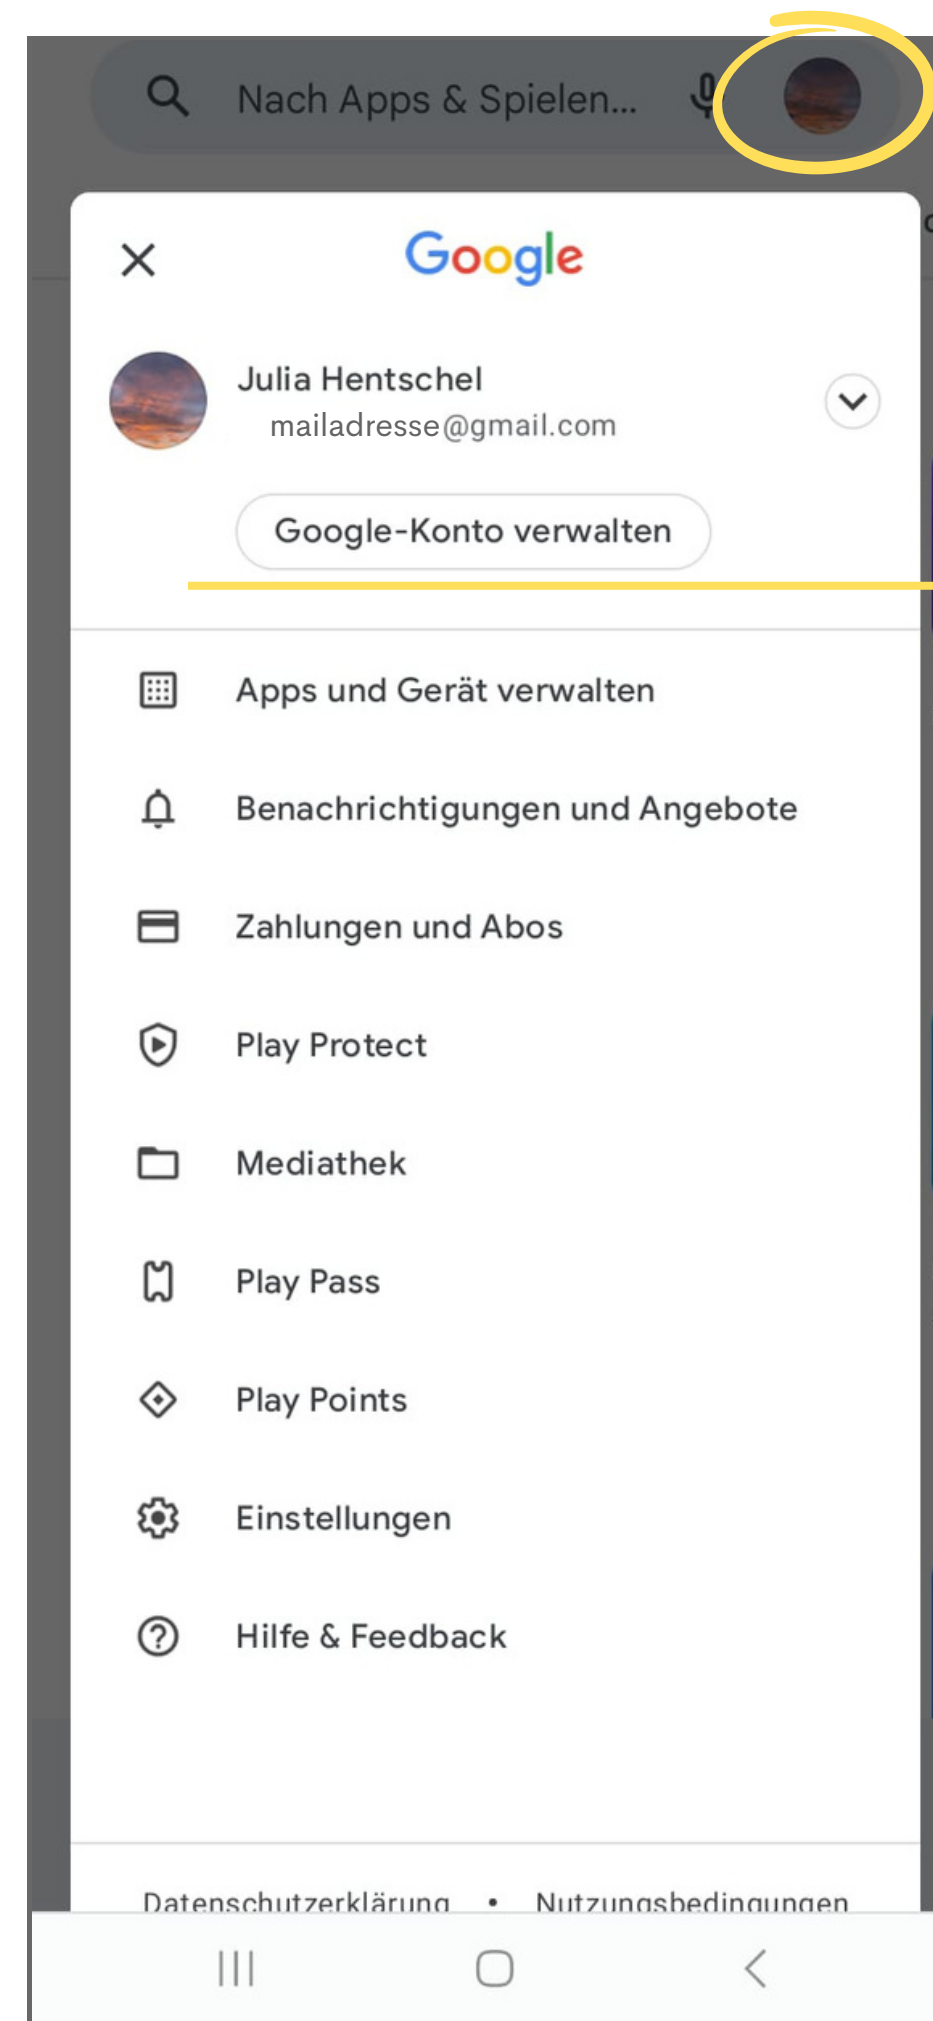 Nach Apps & Spielen...
Google
Julia Hentschel
mailadresse@gmail.com
Google-Konto verwalten
Apps und Gerät verwalten
Benachrichtigungen und Angebote
Zahlungen und Abos
Play Protect
Mediathek
Play Pass
Play Points
Einstellungen
Hilfe & Feedback
Datenschutzerklärung • Nutzungsbedingungen